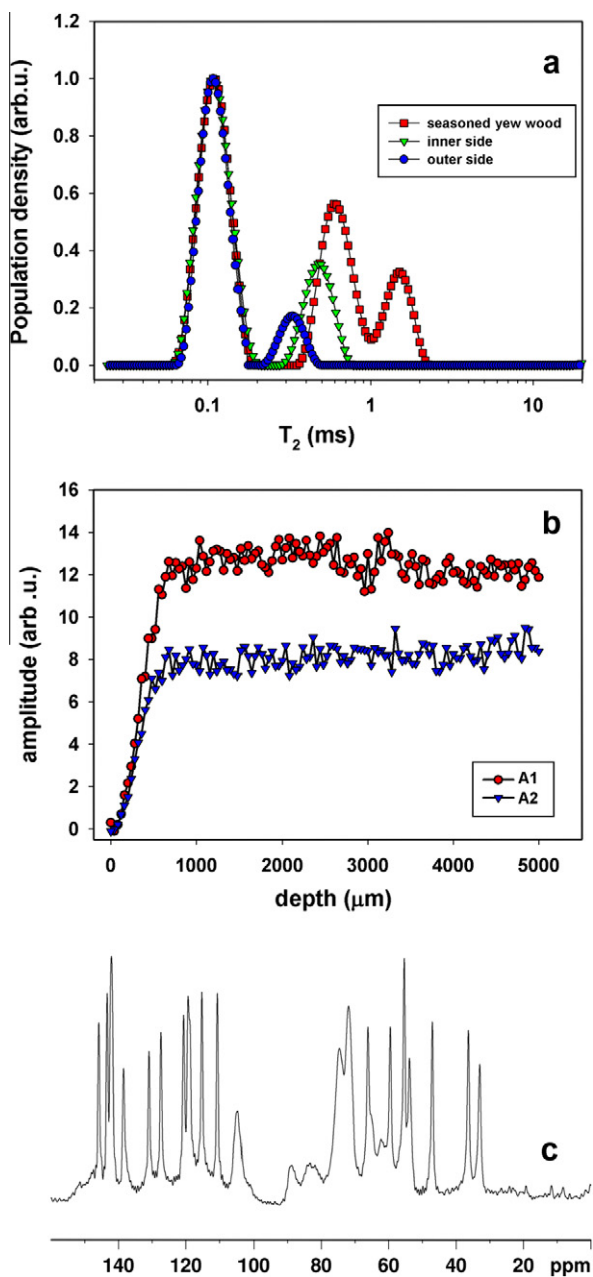 a
Population density (arb.u.)
1.2
1.0
0.8
0.6
0.4
0.2
0.0
seasoned yew wood
inner side
outer side
0.1 1 10
T₂ (ms)
b
amplitude (arb .u.)
16
14
12
10
8
6
4
2
0
A1
A2
0 1000 2000 3000 4000 5000
depth (μm)
c
140 120 100 80 60 40 20 ppm